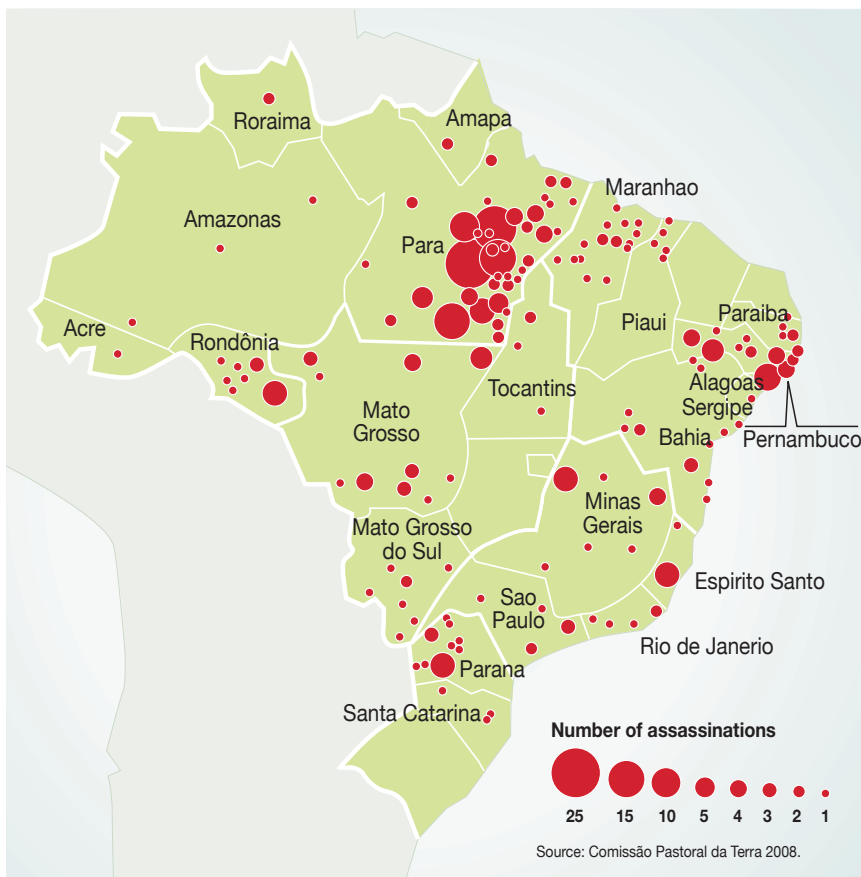 Roraima
Amapa
Maranhao
Amazonas
Para
Paraiba
Piaui
Acre
Rondônia
Tocantins
Alagoas
Sergipe
Mato
Grosso
Bahia
Pernambuco
Minas
Gerais
Mato Grosso
do Sul
Espirito Santo
Sao
Paulo
Rio de Janerio
Parana
Santa Catarina
Number of assassinations
25 15 10 5 4 3 2 1
Source: Comissão Pastoral da Terra 2008.